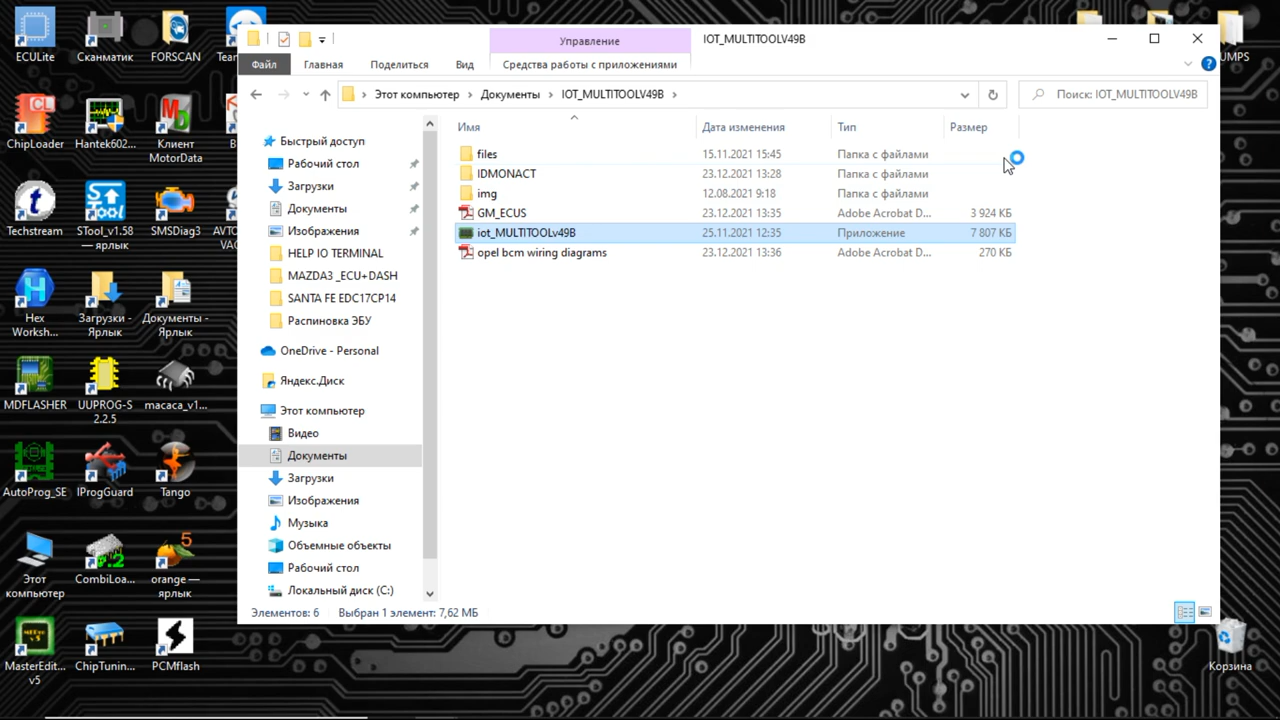 ECULite
Сканматик
FORSCAN
ChipLoader
Hantek602...
Клиент
MotorData
Techstream
STool_v1.58
— ярлык
SMSDiag3
Hex
Worksh...
Загрузки -
Ярлык
Документы -
Ярлык
MDFLASHER
UUPROG-S
2.2.5
macaca_v1...
AutoProg_SE
IProgGuard
Tango
Этот
компьютер
CombiLoa...
orange —
ярлык
MasterEdit...
v5
ChipTunin...
PCMflash
Управление
IOT_MULTITOOLV49B
Файл
Главная
Поделиться
Вид
Средства работы с приложениями
Этот компьютер
Документы
IOT_MULTITOOLV49B
Поиск: IOT_MULTITOOLV49B
Быстрый доступ
Рабочий стол
Загрузки
Документы
Изображения
HELP IO TERMINAL
MAZDA3 _ECU+DASH
SANTA FE EDC17CP14
Распиновка ЭБУ
OneDrive - Personal
Яндекс.Диск
Этот компьютер
Видео
Документы
Загрузки
Изображения
Музыка
Объемные объекты
Рабочий стол
Локальный диск (C:)
Имя Дата изменения Тип Размер
files 15.11.2021 15:45 Папка с файлами
IDMONACT 23.12.2021 13:28 Папка с файлами
img 12.08.2021 9:18 Папка с файлами
GM_ECUS 23.12.2021 13:35 Adobe Acrobat D... 3 924 КБ
iot_MULTITOOLv49B 25.11.2021 12:35 Приложение 7 807 КБ
opel bcm wiring diagrams 23.12.2021 13:36 Adobe Acrobat D... 270 КБ
Элементов: 6 Выбран 1 элемент: 7,62 МБ
Корзина